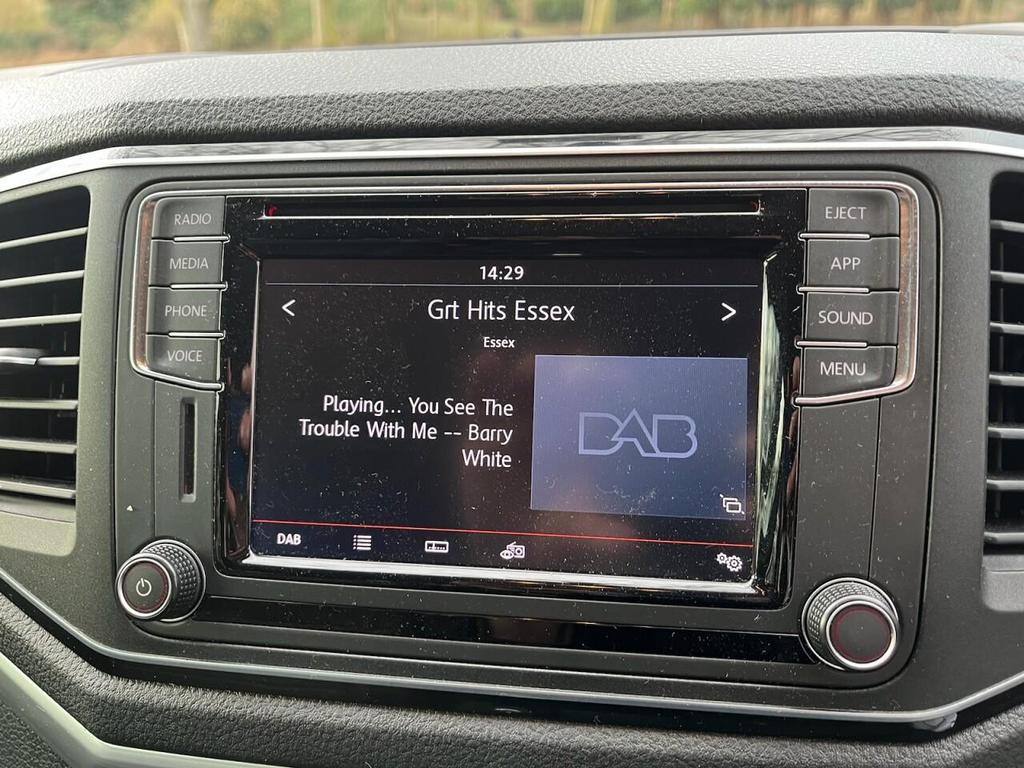 RADIO
MEDIA
PHONE
VOICE
EJECT
APP
SOUND
MENU
14:29
Grt Hits Essex
Essex
Playing... You See The
Trouble With Me -- Barry
White
DAB
DAB